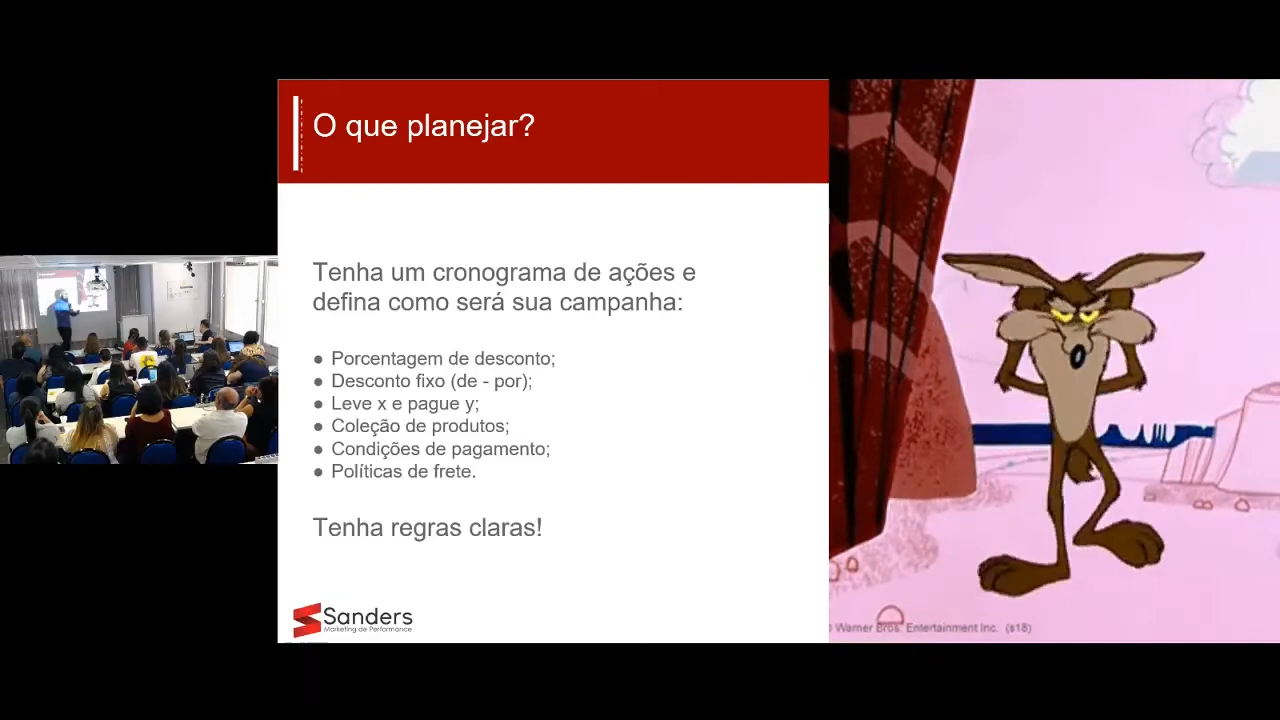 O que planejar?
Tenha um cronograma de ações e
defina como será sua campanha:
● Porcentagem de desconto;
● Desconto fixo (de - por);
● Leve x e pague y;
● Coleção de produtos;
● Condições de pagamento;
● Políticas de frete.
Tenha regras claras!
Sanders
Marketing de Performance
© Warner Bros. Entertainment Inc. (s18)